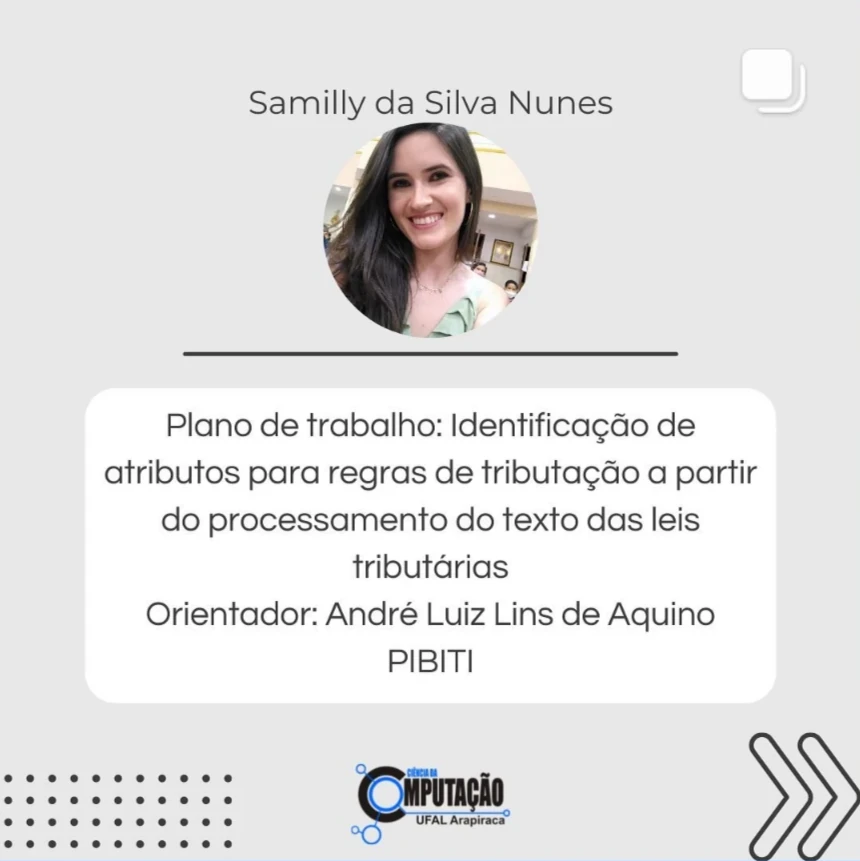 Samilly da Silva Nunes
Plano de trabalho: Identificação de
atributos para regras de tributação a partir
do processamento do texto das leis
tributárias
Orientador: André Luiz Lins de Aquino
PIBITI
CIÊNCIA DA
COMPUTAÇÃO
UFAL Arapiraca